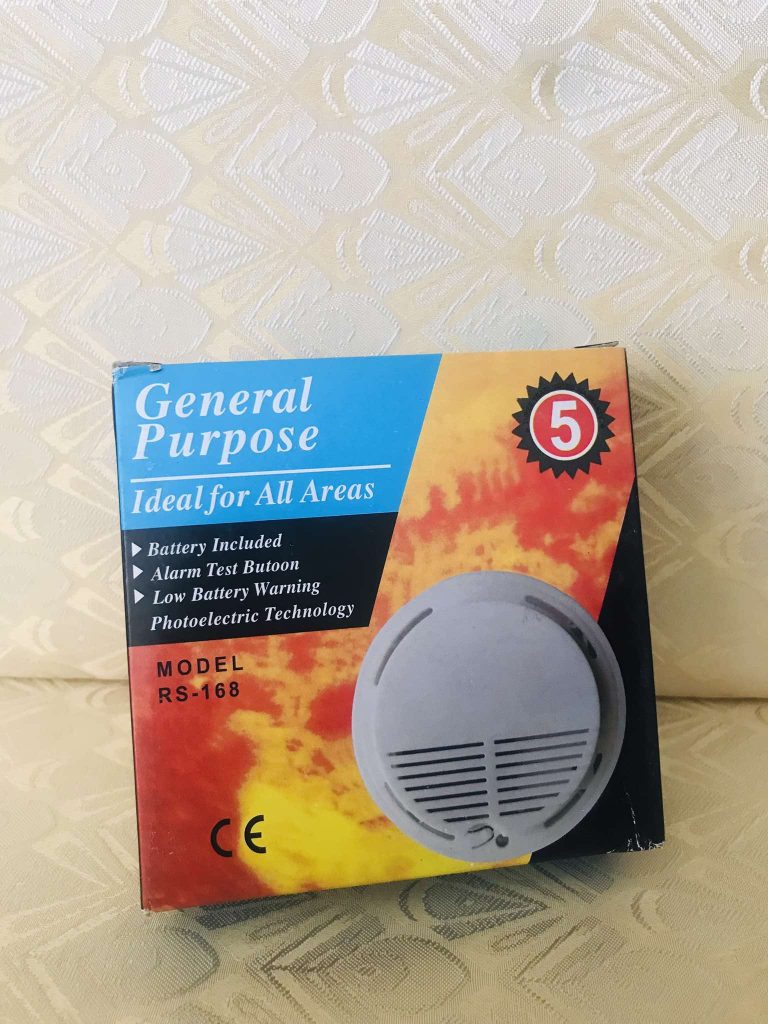 General
Purpose
Ideal for All Areas
5
Battery Included
Alarm Test Butoon
Low Battery Warning
Photoelectric Technology
MODEL
RS-168
CE